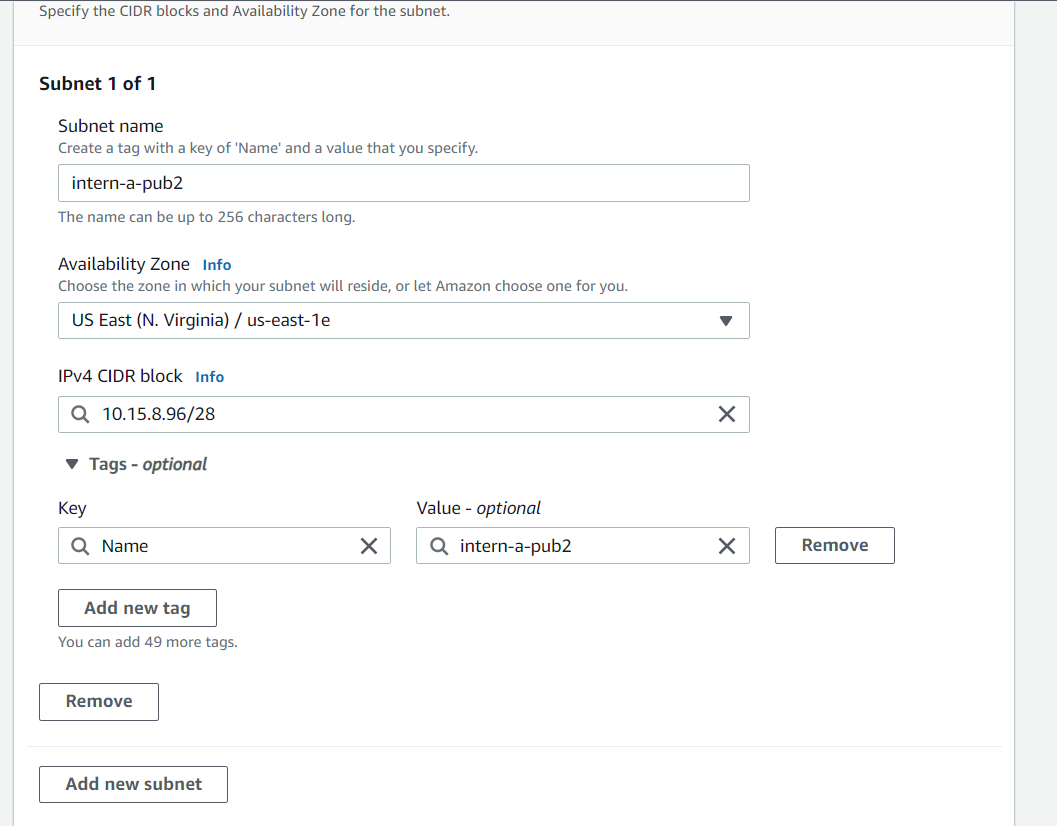 Specify the CIDR blocks and Availability Zone for the subnet.
Subnet 1 of 1
Subnet name
Create a tag with a key of 'Name' and a value that you specify.
intern-a-pub2
The name can be up to 256 characters long.
Availability Zone Info
Choose the zone in which your subnet will reside, or let Amazon choose one for you.
US East (N. Virginia) / us-east-1e
IPv4 CIDR block Info
10.15.8.96/28
Tags - optional
Key Value - optional
Name intern-a-pub2 Remove
Add new tag
You can add 49 more tags.
Remove
Add new subnet